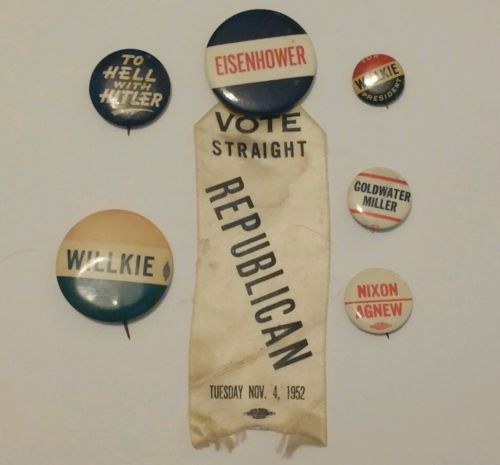 TO
HELL
WITH
HITLER
EISENHOWER
VOTE
STRAIGHT
REPUBLICAN
TUESDAY NOV. 4, 1952
FOR
WILLKIE
PRESIDENT
WILLKIE
GOLDWATER
MILLER
NIXON
AGNEW